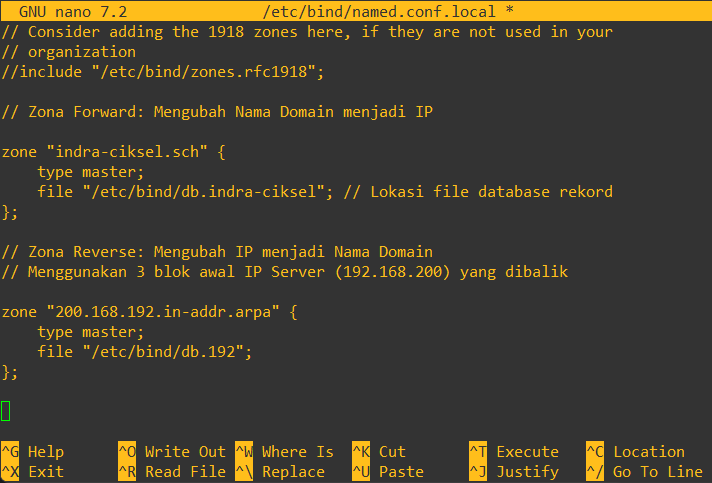 GNU nano 7.2 /etc/bind/named.conf.local *
// Consider adding the 1918 zones here, if they are not used in your
// organization
//include "/etc/bind/zones.rfc1918";
// Zona Forward: Mengubah Nama Domain menjadi IP
zone "indra-ciksel.sch" {
    type master;
    file "/etc/bind/db.indra-ciksel"; // Lokasi file database rekord
};
// Zona Reverse: Mengubah IP menjadi Nama Domain
// Menggunakan 3 blok awal IP Server (192.168.200) yang dibalik
zone "200.168.192.in-addr.arpa" {
    type master;
    file "/etc/bind/db.192";
};
^G Help ^O Write Out ^W Where Is ^K Cut ^T Execute ^C Location
^X Exit ^R Read File ^\ Replace ^U Paste ^J Justify ^/ Go To Line